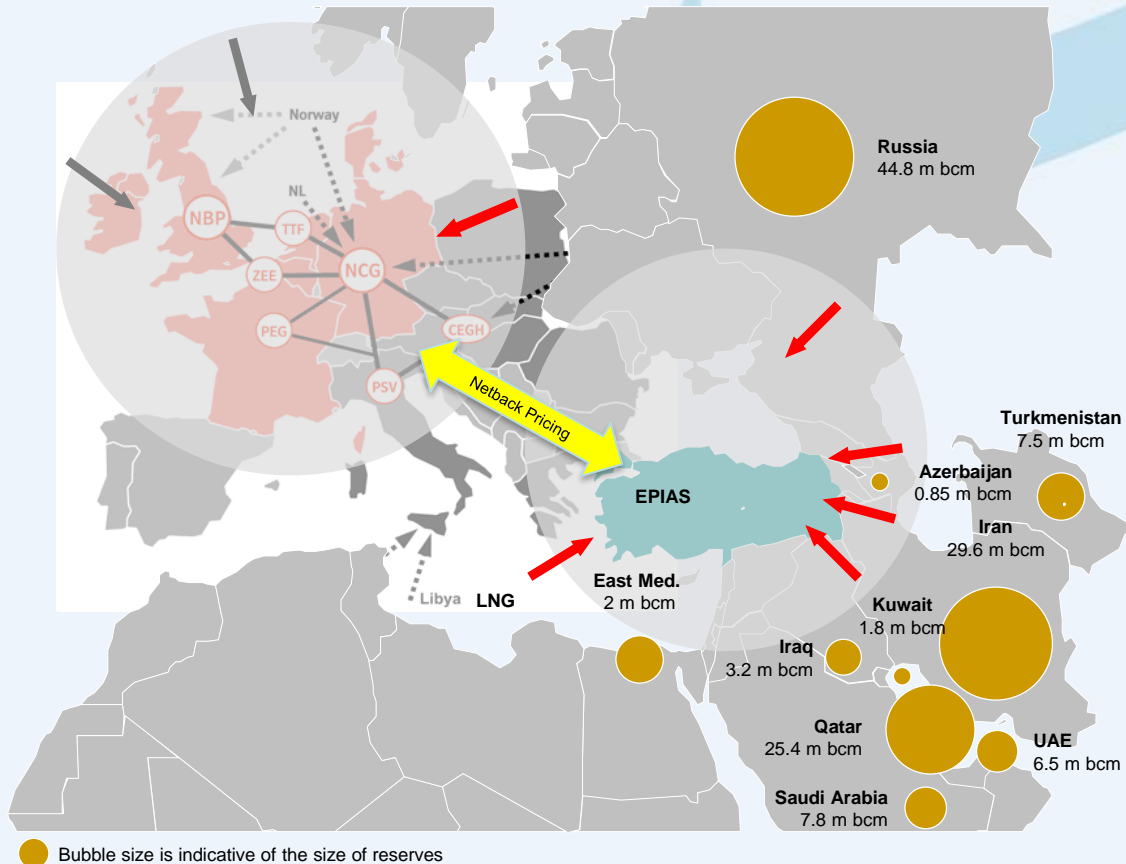 Norway
NL
NBP
TTF
ZEE
NCG
PEG
CEGH
PSV
Netback Pricing
EPIAS
Libya
LNG
East Med.
2 m bcm
Russia
44.8 m bcm
Turkmenistan
7.5 m bcm
Azerbaijan
0.85 m bcm
Iran
29.6 m bcm
Kuwait
1.8 m bcm
Iraq
3.2 m bcm
Qatar
25.4 m bcm
UAE
6.5 m bcm
Saudi Arabia
7.8 m bcm
Bubble size is indicative of the size of reserves